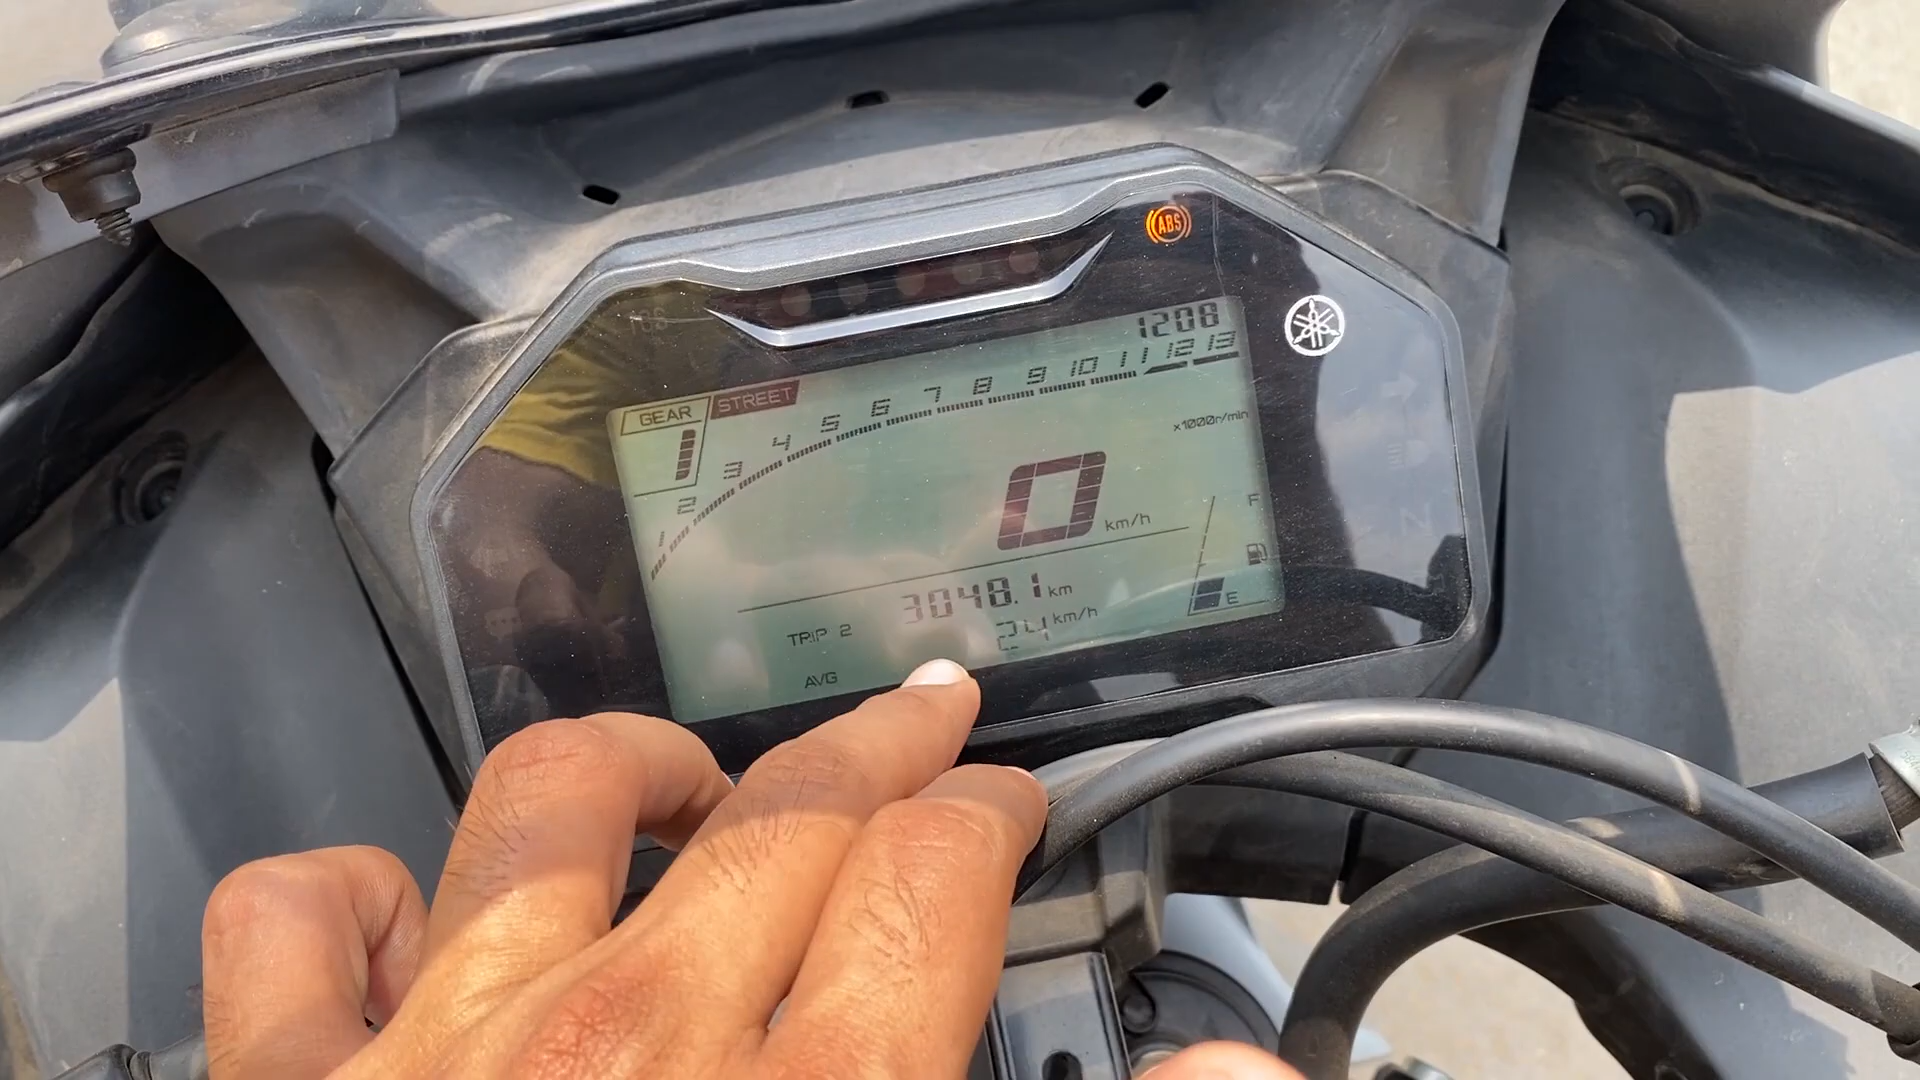 ABS
1208
GEAR STREET
1
1 2 3 4 5 6 7 8 9 10 11 12 13
x1000r/min
0 km/h
F
3048.1 km
E
TRIP 2
24 km/h
AVG